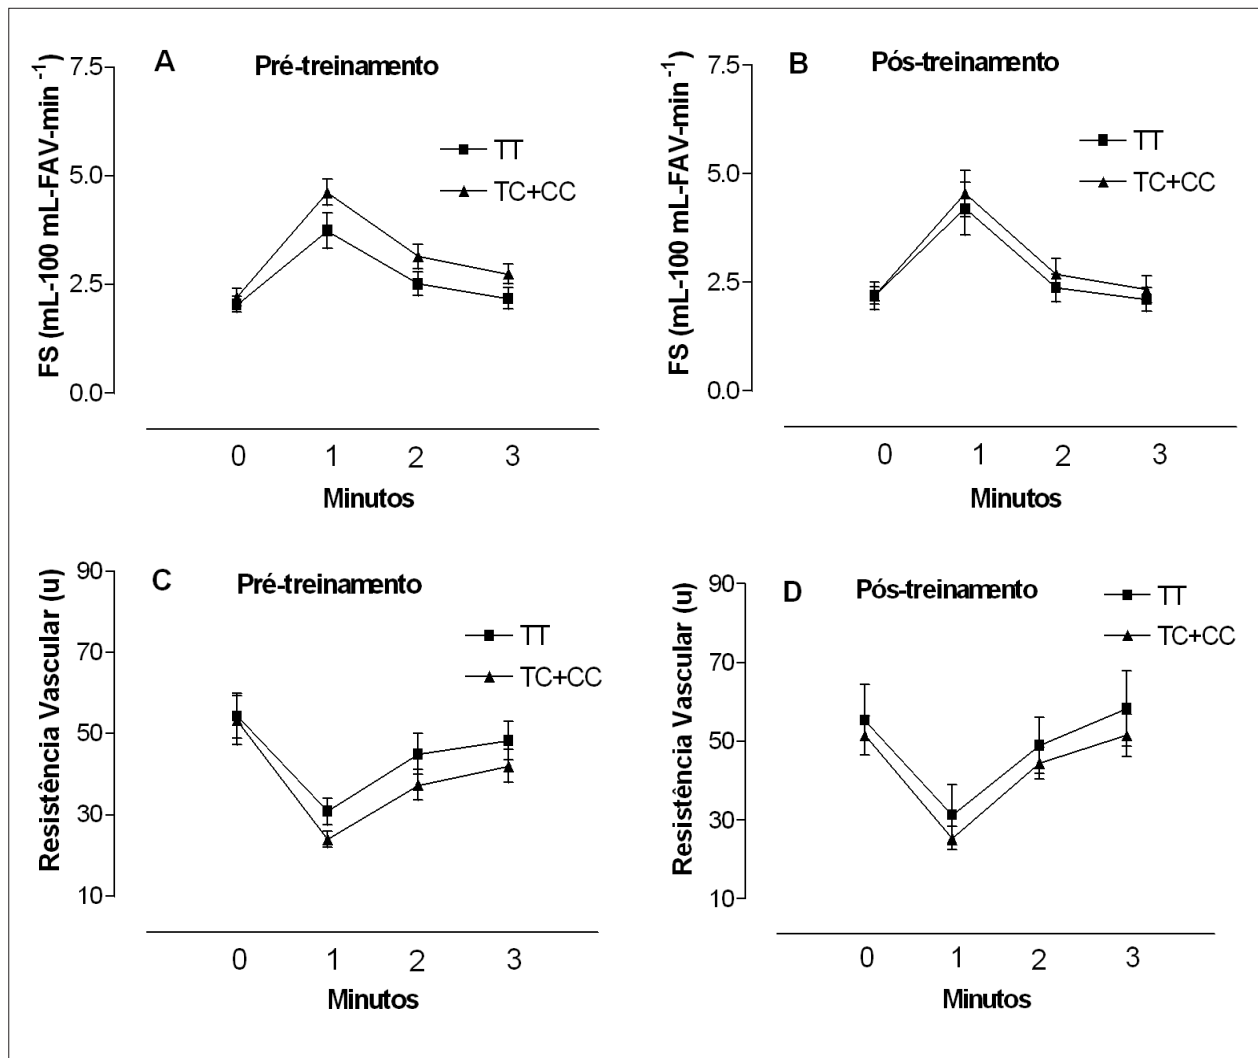 A Pré-treinamento
FS (mL-100 mL-FAV-min-1)
7.5
5.0
2.5
0.0
TT
TC+CC
0 1 2 3
Minutos
B Pós-treinamento
FS (mL-100 mL-FAV-min-1)
7.5
5.0
2.5
0.0
TT
TC+CC
0 1 2 3
Minutos
C Pré-treinamento
Resistência Vascular (u)
90
70
50
30
10
TT
TC+CC
0 1 2 3
Minutos
D Pós-treinamento
Resistência Vascular (u)
90
70
50
30
10
TT
TC+CC
0 1 2 3
Minutos